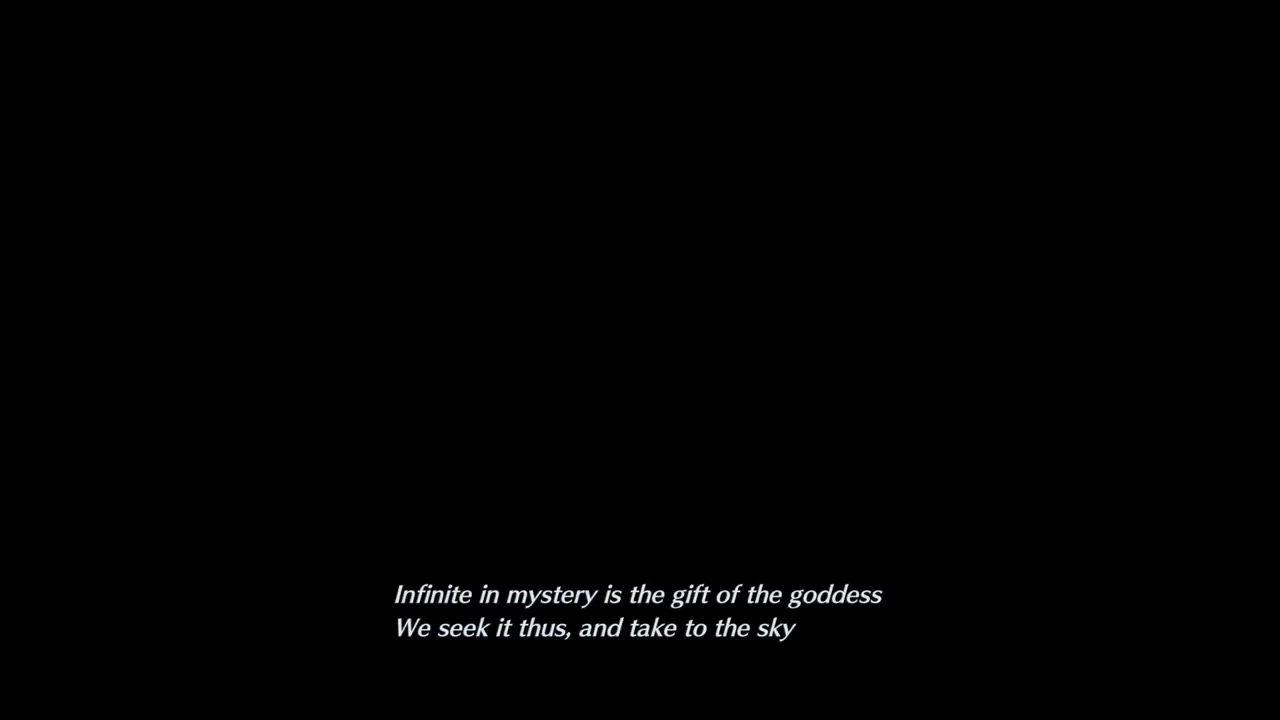 Infinite in mystery is the gift of the goddess
We seek it thus, and take to the sky